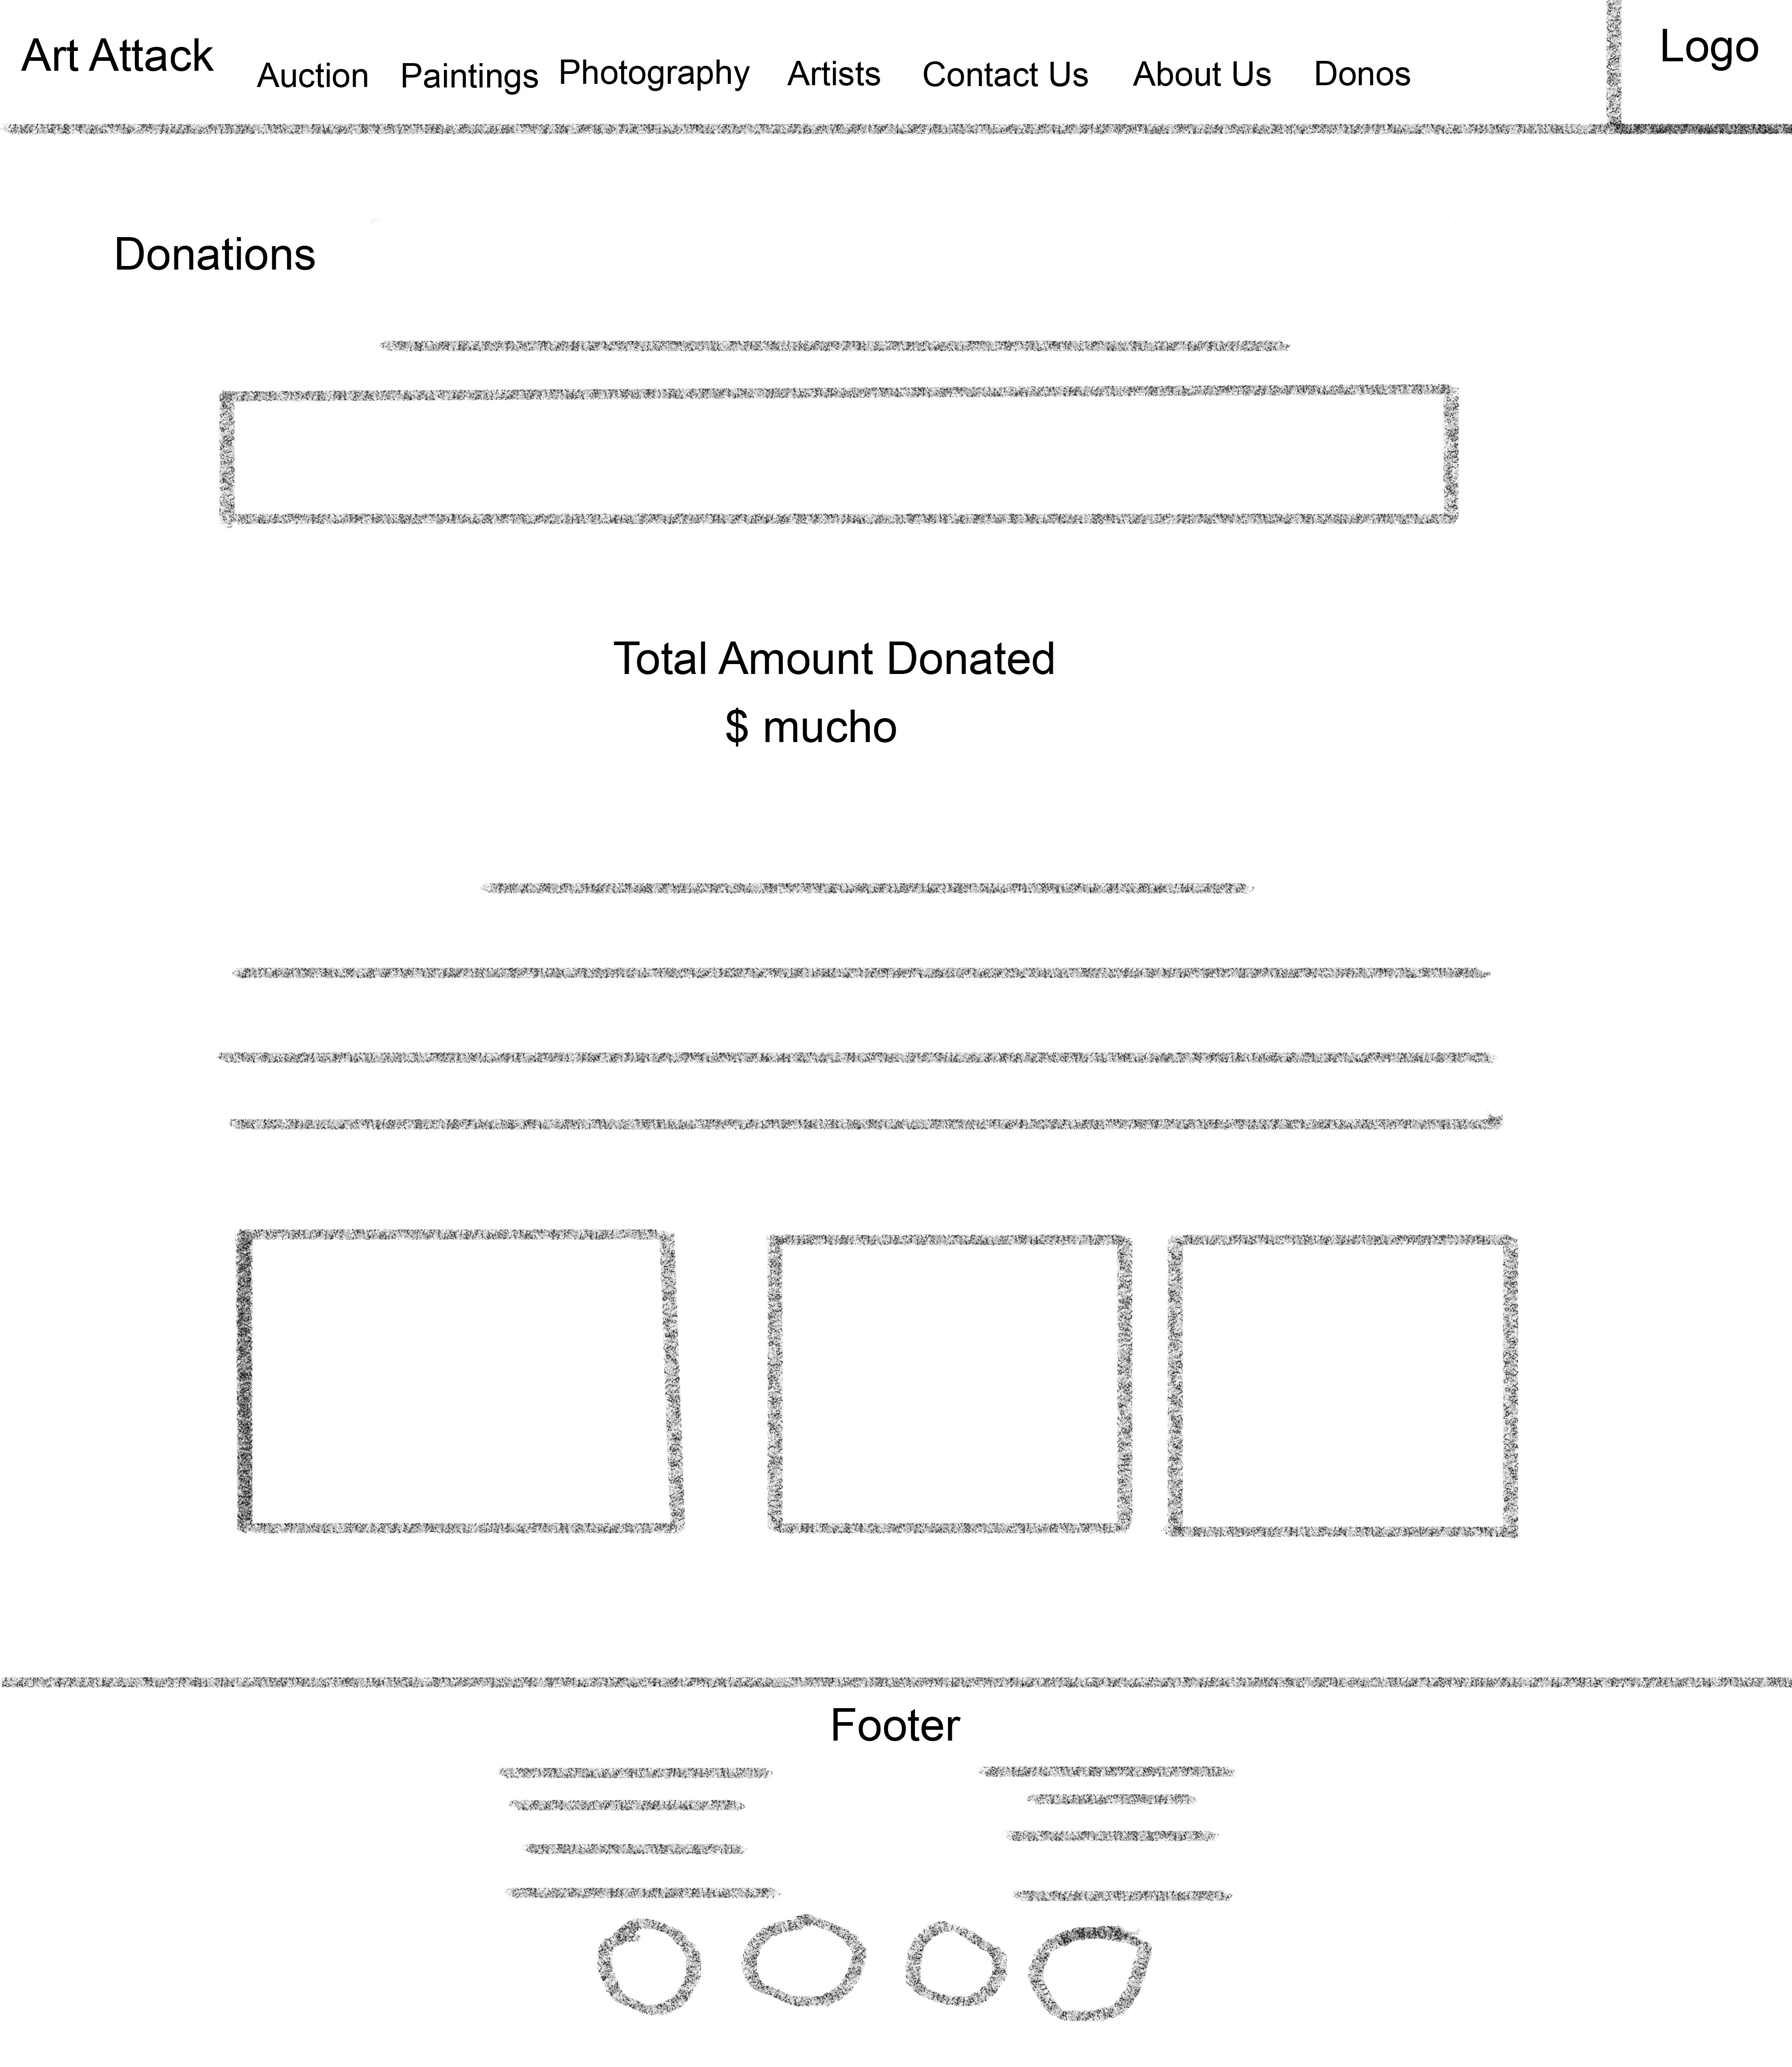 Art Attack Auction Paintings Photography Artists Contact Us About Us Donos Logo
Donations
Total Amount Donated
$ mucho
Footer